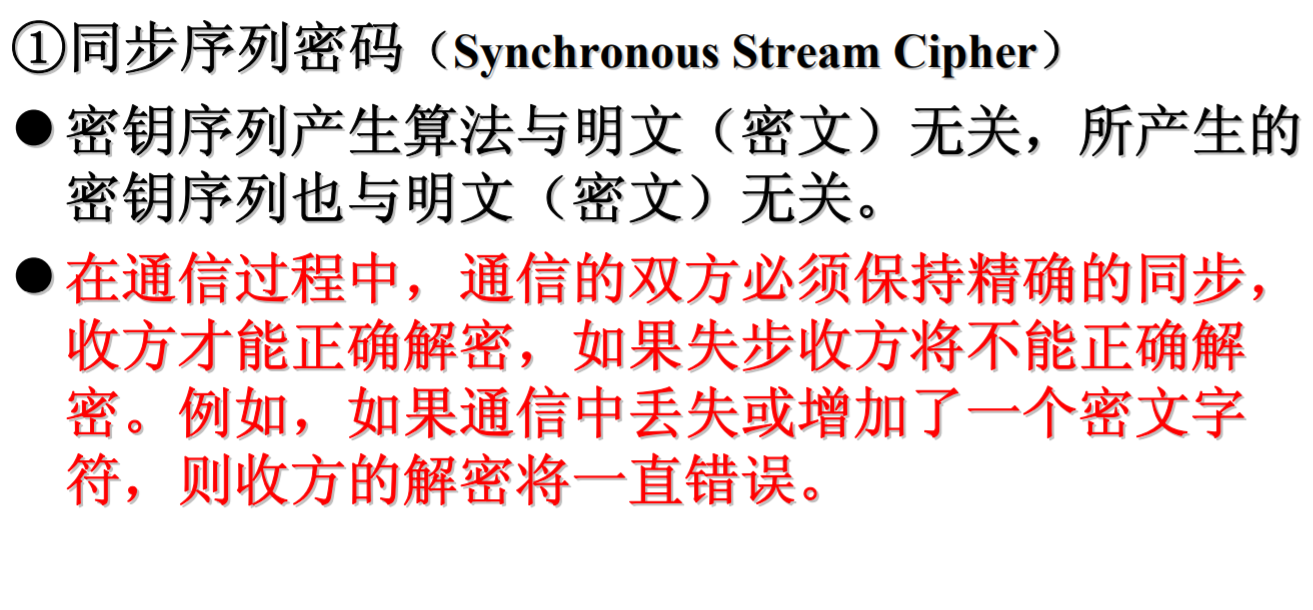 ①同步序列密码（Synchronous Stream Cipher）
●密钥序列产生算法与明文（密文）无关，所产生的
密钥序列也与明文（密文）无关。
●在通信过程中，通信的双方必须保持精确的同步，
收方才能正确解密，如果失步收方将不能正确解
密。例如，如果通信中丢失或增加了一个密文字
符，则收方的解密将一直错误。